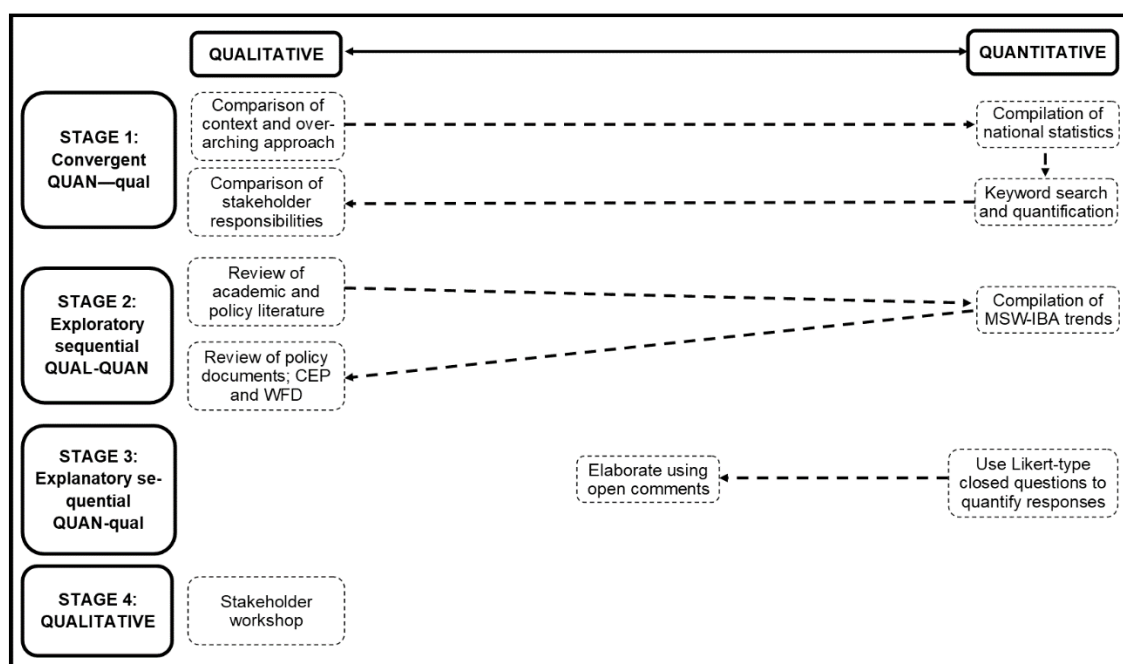 QUALITATIVE
QUANTITATIVE
STAGE 1:
Convergent
QUAN—qual
Comparison of
context and over-
arching approach
Compilation of
national statistics
Comparison of
stakeholder
responsibilities
Keyword search
and quantification
STAGE 2:
Exploratory
sequential
QUAL-QUAN
Review of
academic and
policy literature
Compilation of
MSW-IBA trends
Review of policy
documents; CEP
and WFD
STAGE 3:
Explanatory se-
quential
QUAN-qual
Elaborate using
open comments
Use Likert-type
closed questions to
quantify responses
STAGE 4:
QUALITATIVE
Stakeholder
workshop